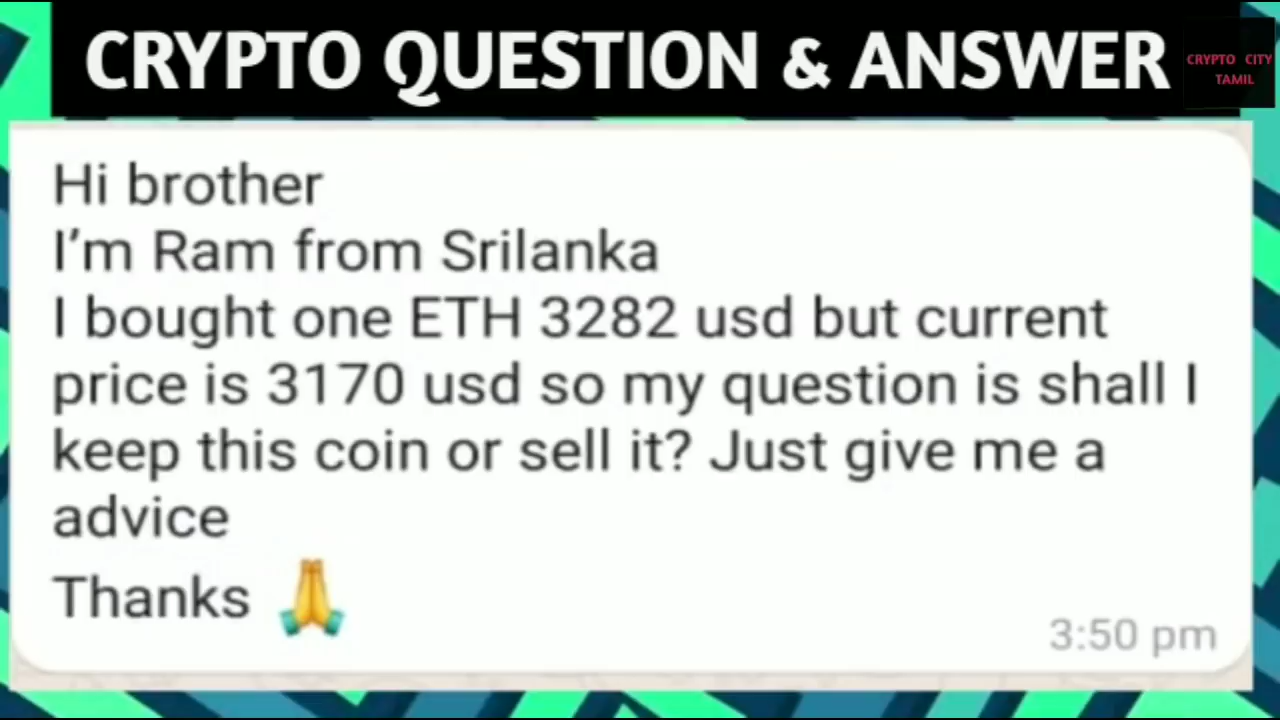 CRYPTO QUESTION & ANSWER
CRYPTO CITY
TAMIL
Hi brother
I'm Ram from Srilanka
I bought one ETH 3282 usd but current
price is 3170 usd so my question is shall I
keep this coin or sell it? Just give me a
advice
Thanks 🙏
3:50 pm